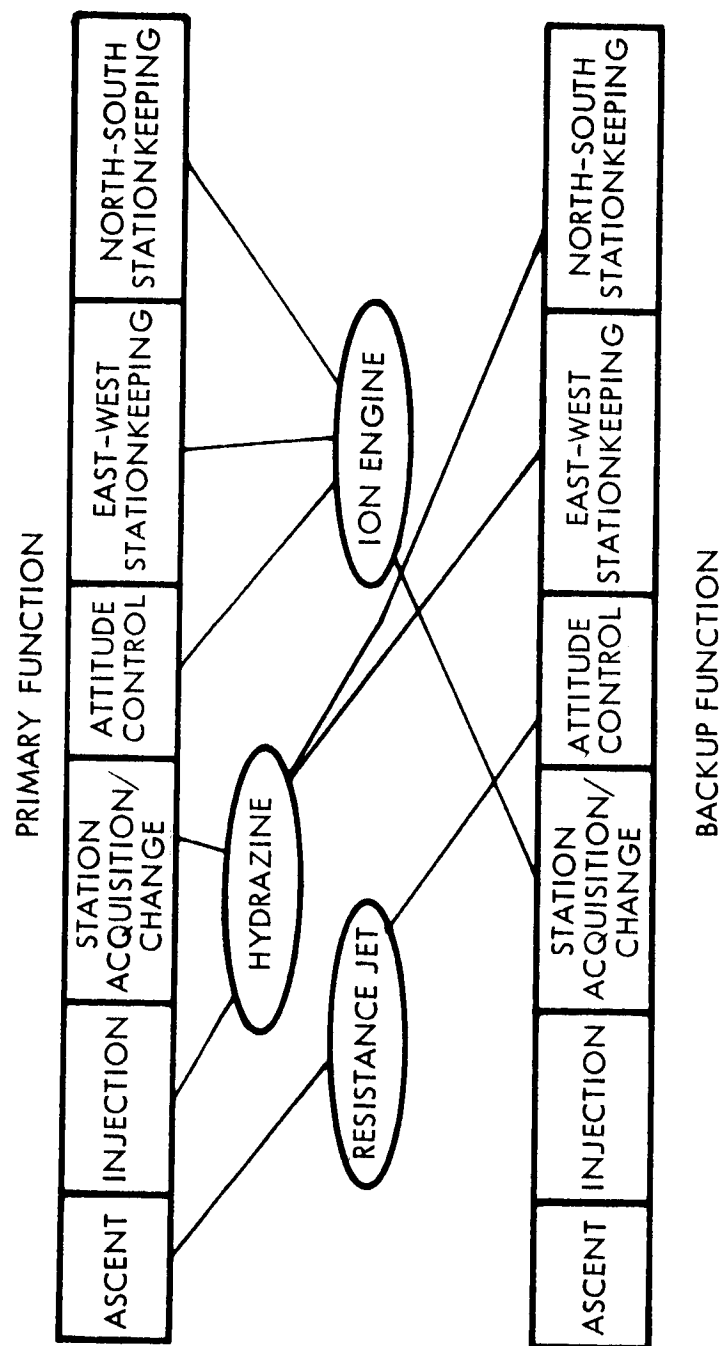 PRIMARY FUNCTION
ASCENT
INJECTION
STATION
ACQUISITION/
CHANGE
ATTITUDE
CONTROL
EAST-WEST
STATIONKEEPING
NORTH-SOUTH
STATIONKEEPING
HYDRAZINE
RESISTANCE JET
ION ENGINE
ASCENT
INJECTION
STATION
ACQUISITION/
CHANGE
ATTITUDE
CONTROL
EAST-WEST
STATIONKEEPING
NORTH-SOUTH
STATIONKEEPING
BACKUP FUNCTION